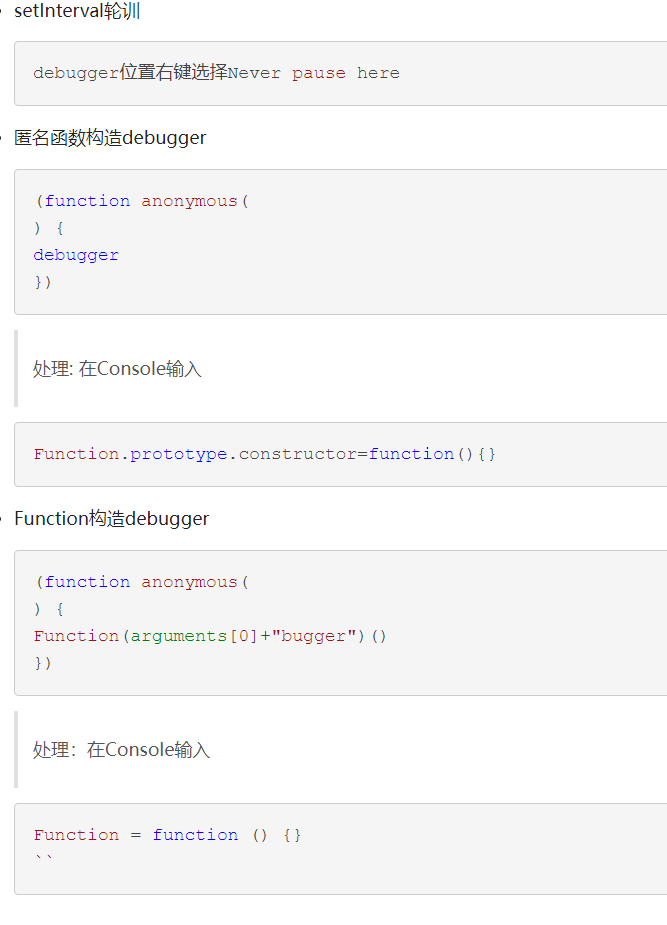 setInterval轮训
debugger位置右键选择Never pause here
匿名函数构造debugger
(function anonymous(
) {
debugger
})
处理: 在Console输入
Function.prototype.constructor=function(){}
Function构造debugger
(function anonymous(
) {
Function(arguments[0]+"bugger")()
})
处理：在Console输入
Function = function () {}
``